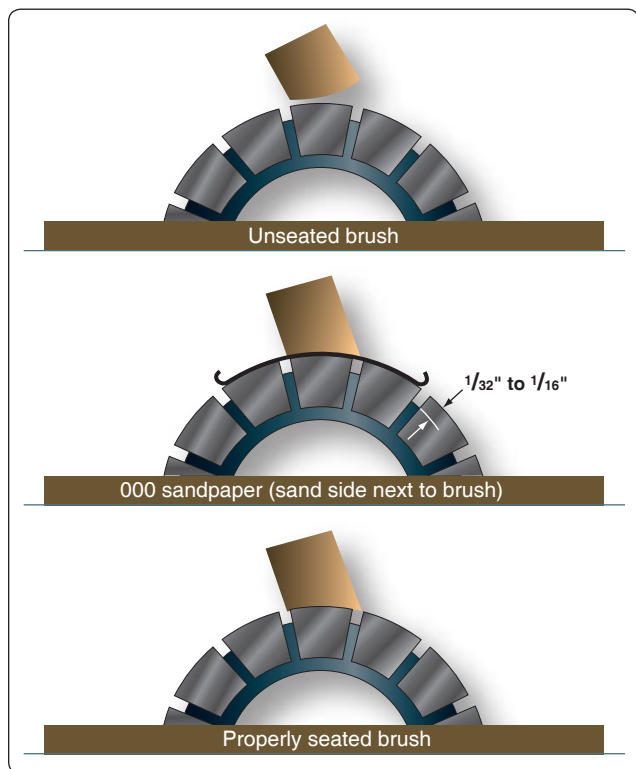 Unseated brush
1/32" to 1/16"
000 sandpaper (sand side next to brush)
Properly seated brush